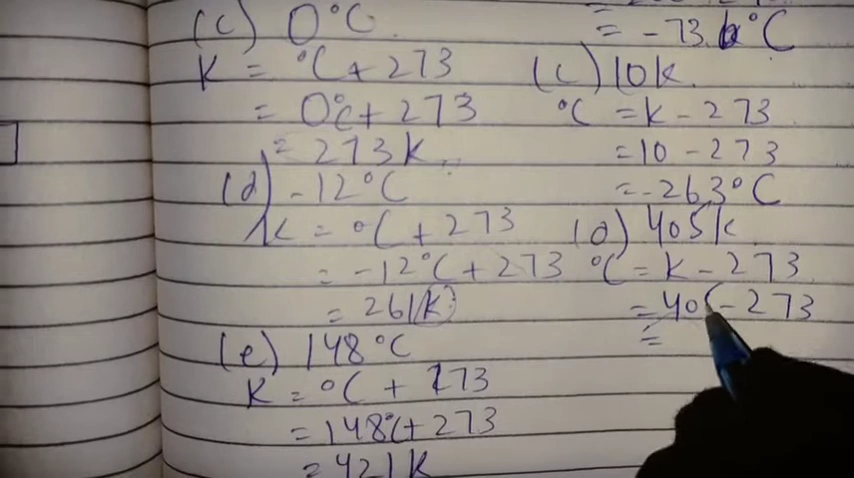 (c) 0°C
K = °C + 273
= 0°C + 273
= 273K
(d) -12°C
K = °C + 273
= -12°C + 273
= 261K
(e) 148°C
K = °C + 273
= 148°C + 273
= 421K
= -73°C
(c) 10K
°C = K - 273
= 10 - 273
= -263°C
(d) 405K
°C = K - 273
= 405 - 273
=